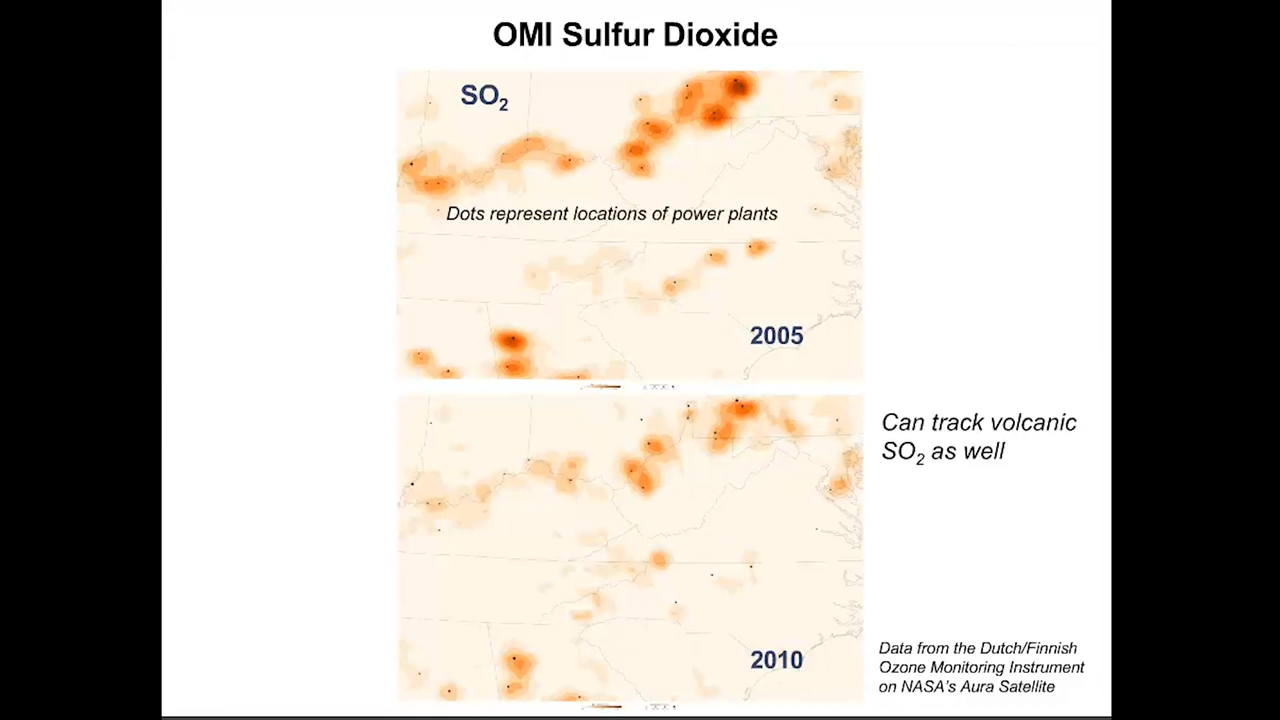 OMI Sulfur Dioxide
SO₂
Dots represent locations of power plants
2005
Can track volcanic
SO₂ as well
2010
Data from the Dutch/Finnish
Ozone Monitoring Instrument
on NASA's Aura Satellite